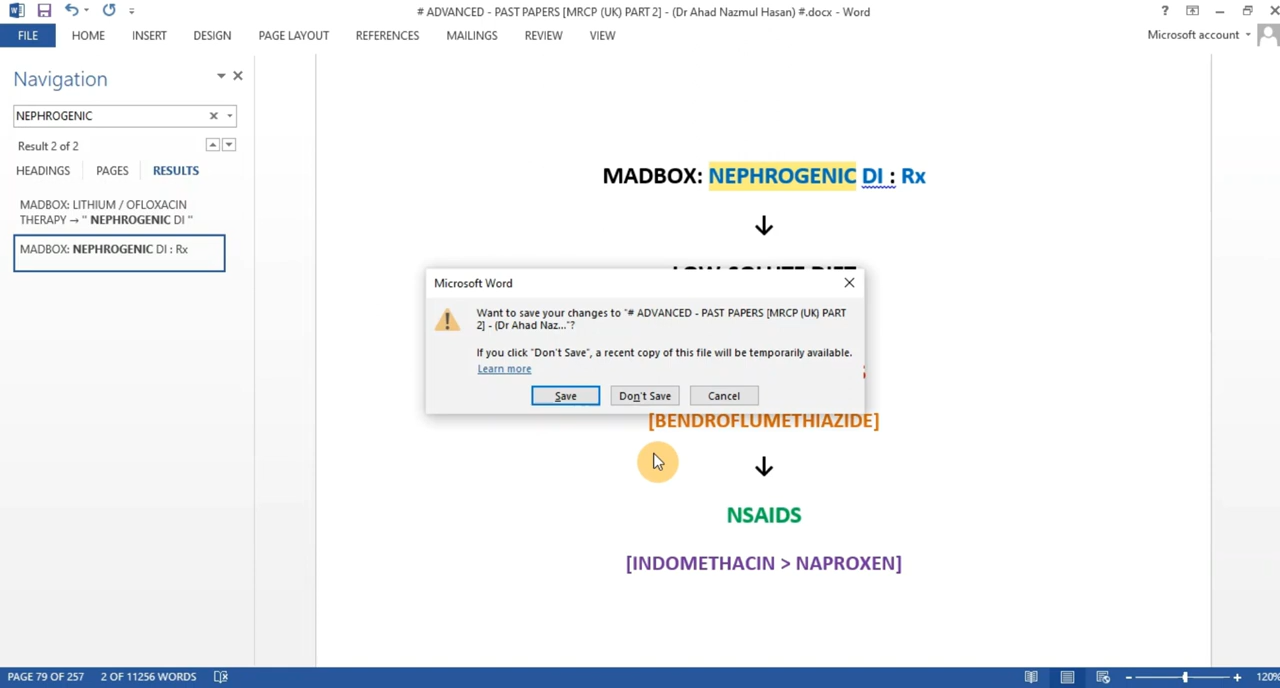 # ADVANCED - PAST PAPERS [MRCP (UK) PART 2] - (Dr Ahad Nazmul Hasan) #.docx - Word
FILE HOME INSERT DESIGN PAGE LAYOUT REFERENCES MAILINGS REVIEW VIEW Microsoft account
Navigation
NEPHROGENIC
Result 2 of 2
HEADINGS PAGES RESULTS
MADBOX: LITHIUM / OFLOXACIN
THERAPY → " NEPHROGENIC DI "
MADBOX: NEPHROGENIC DI : Rx
MADBOX: NEPHROGENIC DI : Rx
↓
Microsoft Word
Want to save your changes to "# ADVANCED - PAST PAPERS [MRCP (UK) PART
2] - (Dr Ahad Naz..."?
If you click "Don't Save", a recent copy of this file will be temporarily available.
Learn more
Save Don't Save Cancel
[BENDROFLUMETHIAZIDE]
↓
NSAIDS
[INDOMETHACIN > NAPROXEN]
PAGE 79 OF 257 2 OF 11256 WORDS 120%